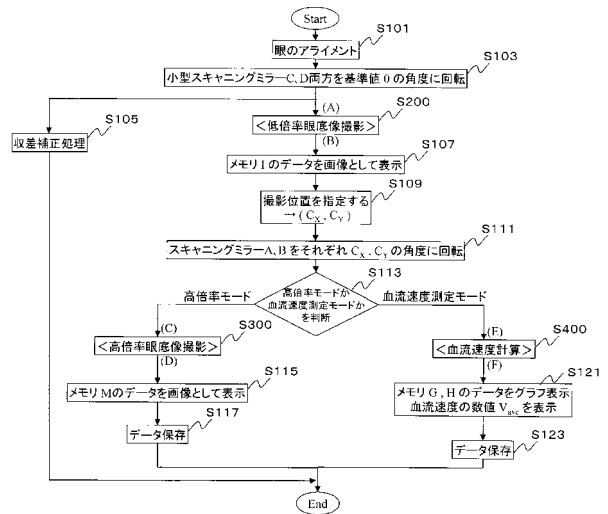 Start
S101
眼のアライメント
S103
小型スキャニングミラーC,D両方を基準値0の角度に回転
S105
収差補正処理
(A)
S200
＜低倍率眼底像撮影＞
(B)
S107
メモリIのデータを画像として表示
S109
撮影位置を指定する
→(CX,CY)
S111
スキャニングミラーA,BをそれぞれCX,CYの角度に回転
S113
高倍率モードか
血流速度測定モードか
を判断
高倍率モード
血流速度測定モード
(C)
S300
＜高倍率眼底像撮影＞
(D)
S115
メモリMのデータを画像として表示
S117
データ保存
(E)
S400
＜血流速度計算＞
(F)
S121
メモリG,Hのデータをグラフ表示
血流速度の数値Vaveを表示
S123
データ保存
End